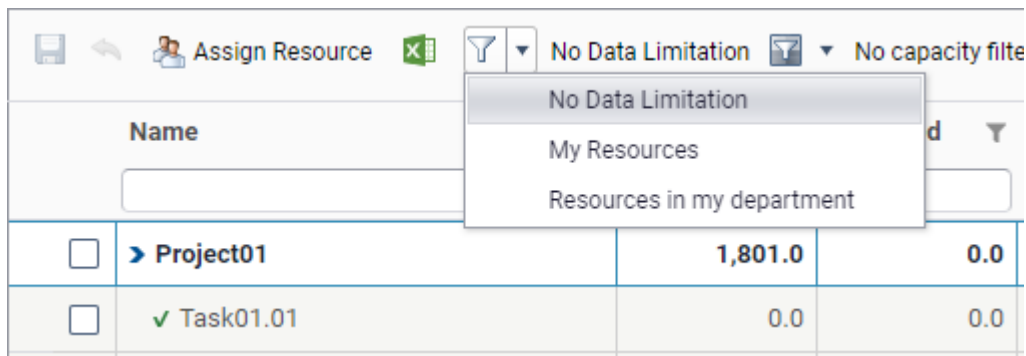 Assign Resource No Data Limitation No capacity filte
No Data Limitation
Name d
My Resources
Resources in my department
Project01 1,801.0 0.0
Task01.01 0.0 0.0